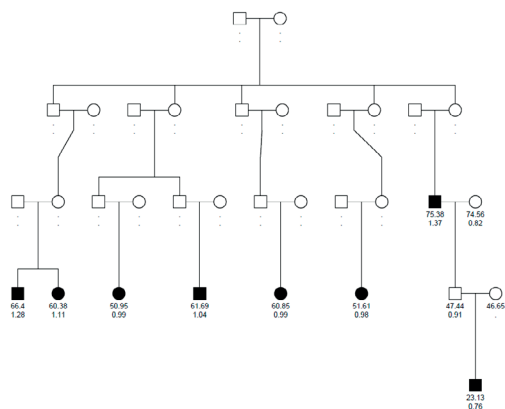 . .
. .
. . . . . . . . . .
. . . . . . . . . .
. . . . . . . . . . 75.38 74.56
. . . . . . . . . . 1.37 0.82
66.4 60.38 50.95 61.69 60.85 51.61 47.44 46.65
1.28 1.11 0.99 1.04 0.99 0.98 0.91 .
23.13
0.76